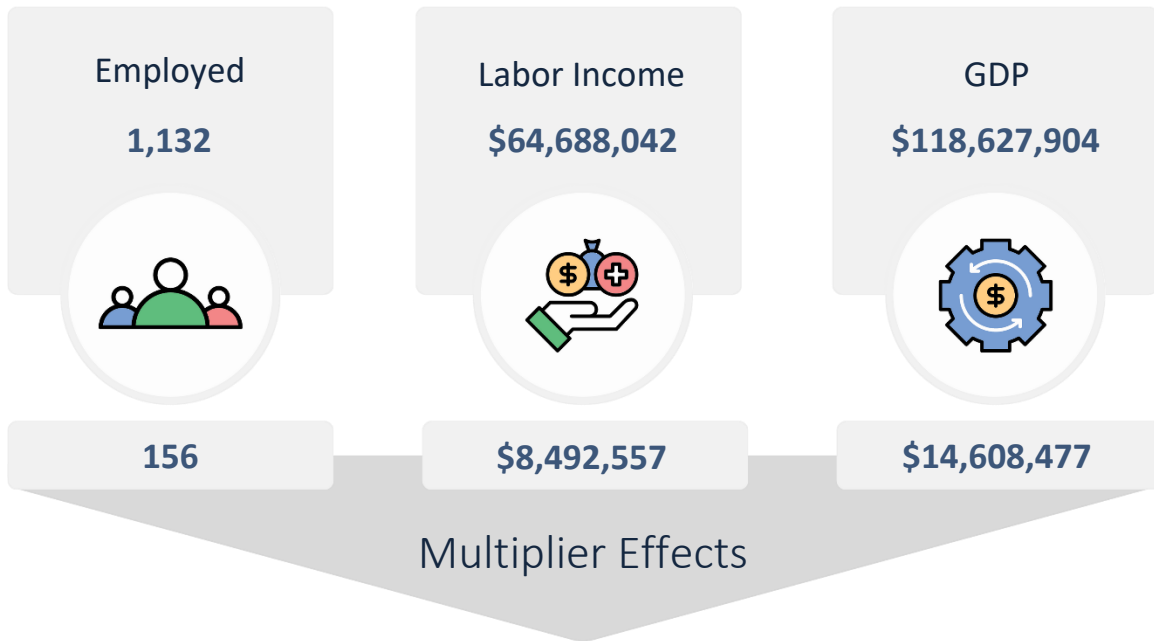 Employed
1,132
Labor Income
$64,688,042
GDP
$118,627,904
$
$
156
$8,492,557
$14,608,477
Multiplier Effects